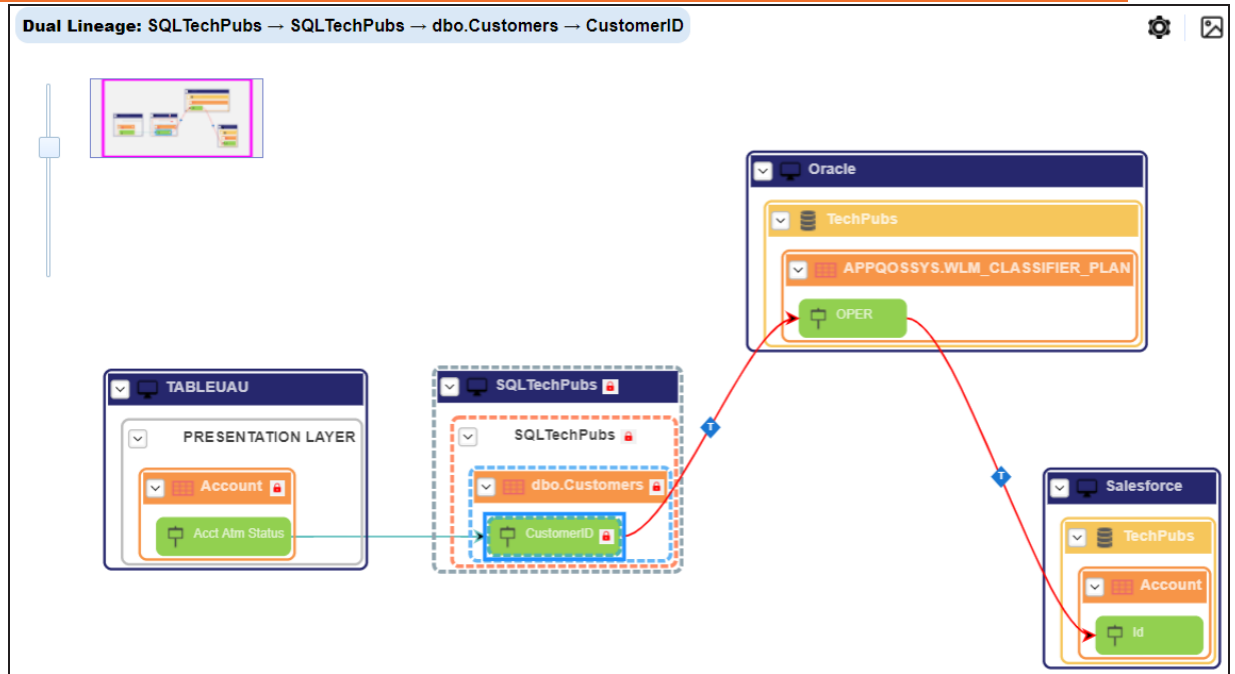 Dual Lineage: SQLTechPubs → SQLTechPubs → dbo.Customers → CustomerID
Oracle
TechPubs
APPQOSSYS.WLM_CLASSIFIER_PLAN
OPER
TABLEUAU
PRESENTATION LAYER
Account
Acct Atm Status
SQLTechPubs
SQLTechPubs
dbo.Customers
CustomerID
T
T
Salesforce
TechPubs
Account
Id